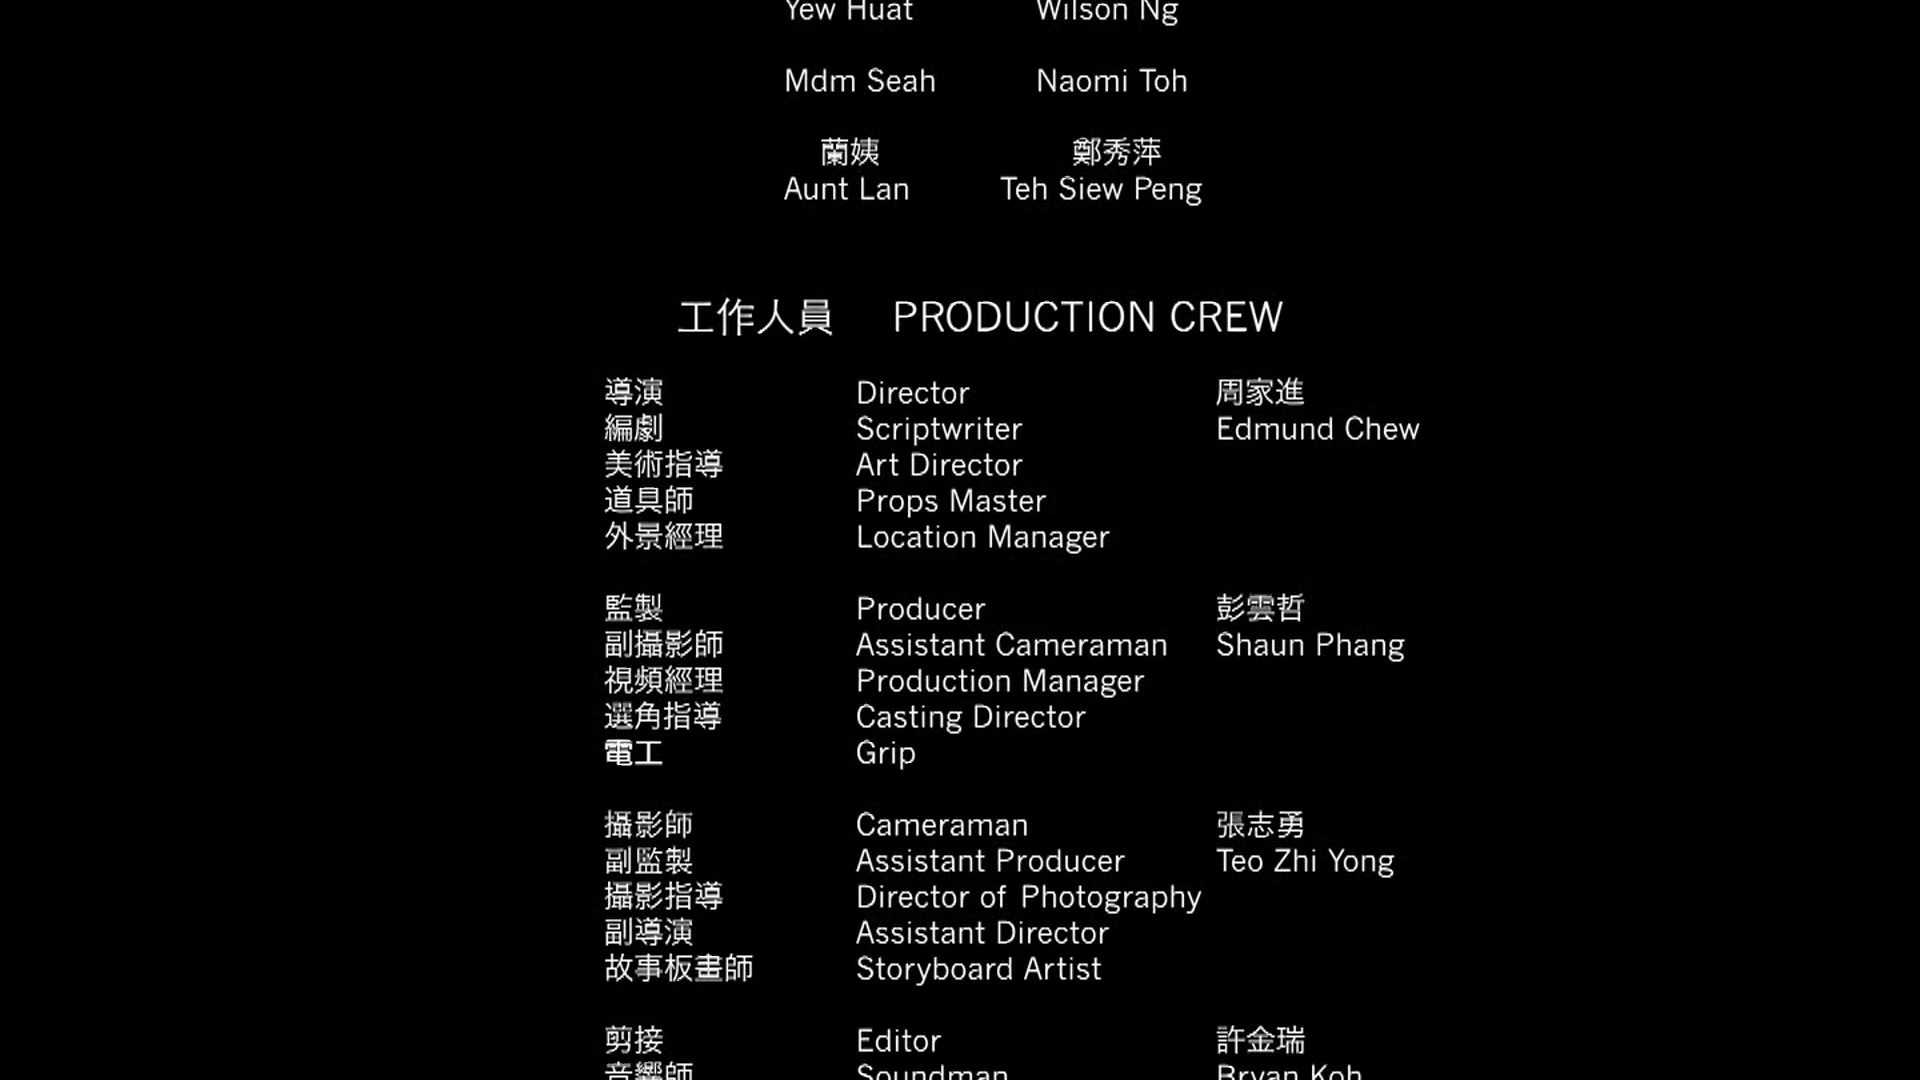 Yew Huat Wilson Ng
Mdm Seah Naomi Toh
蘭姨 鄭秀萍
Aunt Lan Teh Siew Peng
工作人員 PRODUCTION CREW
導演 Director 周家進
編劇 Scriptwriter Edmund Chew
美術指導 Art Director
道具師 Props Master
外景經理 Location Manager
監製 Producer 彭雲哲
副攝影師 Assistant Cameraman Shaun Phang
視頻經理 Production Manager
選角指導 Casting Director
電工 Grip
攝影師 Cameraman 張志勇
副監製 Assistant Producer Teo Zhi Yong
攝影指導 Director of Photography
副導演 Assistant Director
故事板畫師 Storyboard Artist
剪接 Editor 許金瑞
音響師 Soundman Bryan Koh